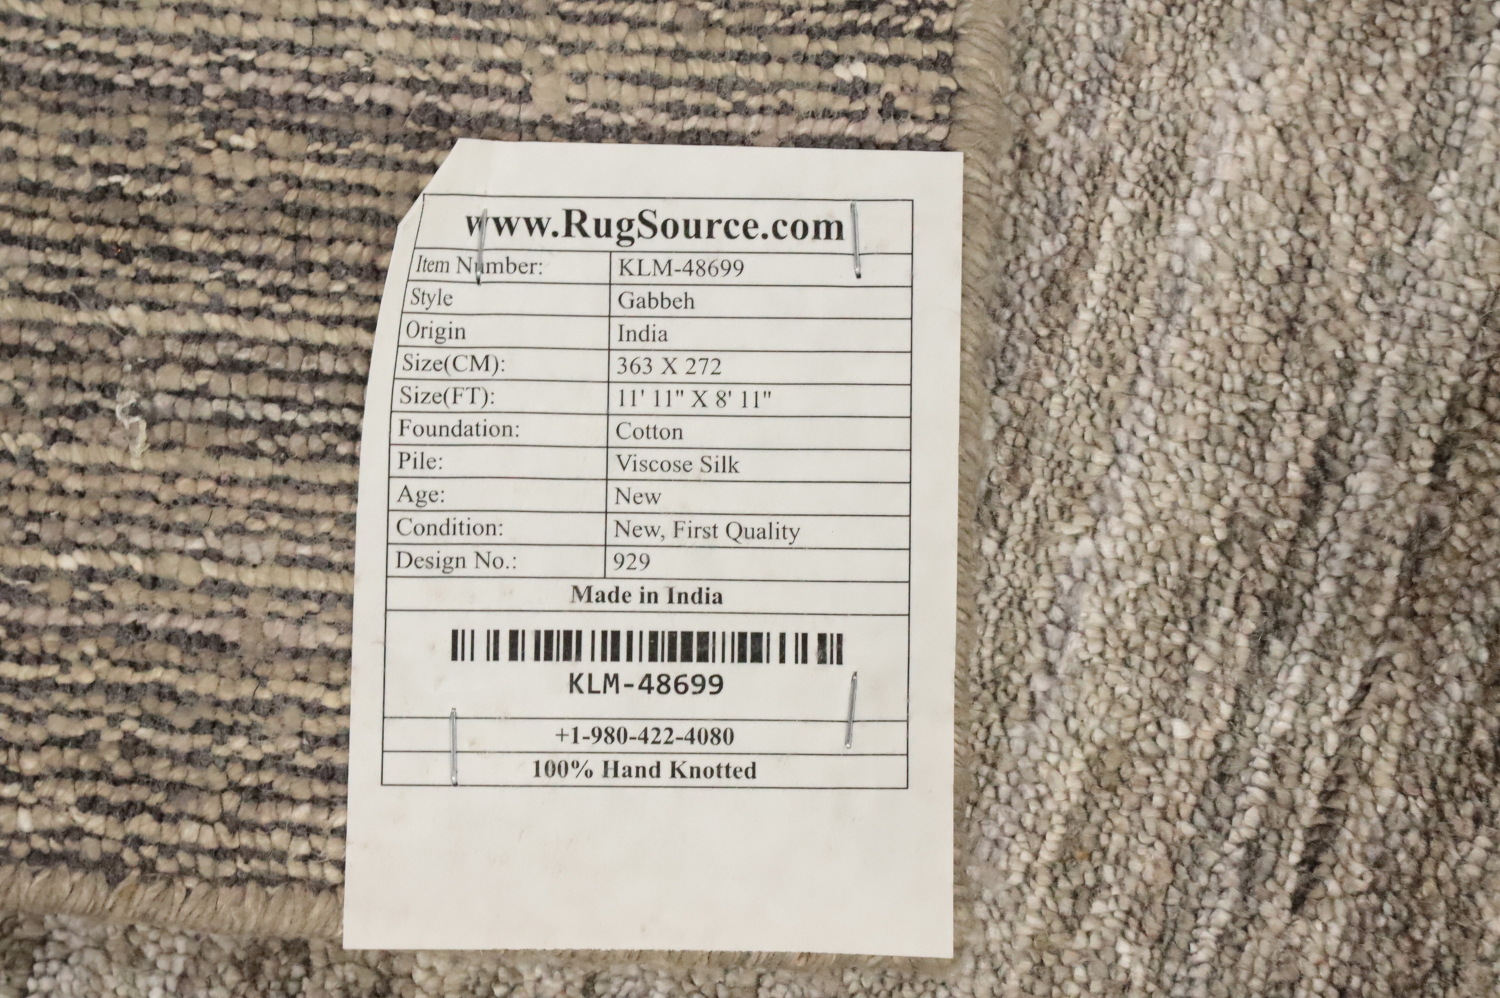 www.RugSource.com
Item Number: KLM-48699
Style Gabbeh
Origin India
Size(CM): 363 X 272
Size(FT): 11' 11" X 8' 11"
Foundation: Cotton
Pile: Viscose Silk
Age: New
Condition: New, First Quality
Design No.: 929
Made in India
KLM-48699
+1-980-422-4080
100% Hand Knotted